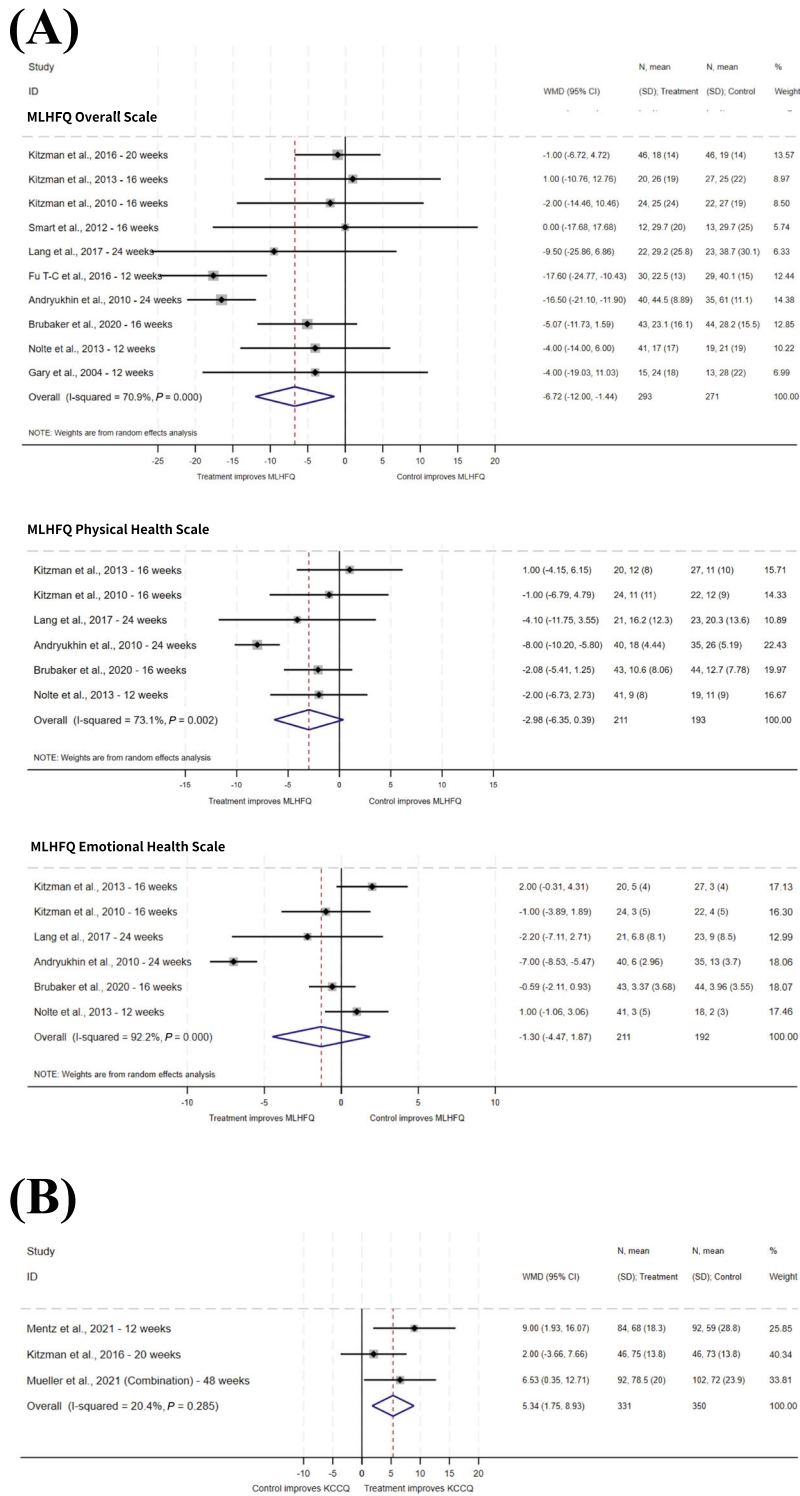 (A)
Study N, mean N, mean %
ID WMD (95% CI) (SD); Treatment (SD); Control Weight
MLHFQ Overall Scale
Kitzman et al., 2016 - 20 weeks -1.00 (-6.72, 4.72) 46, 18 (14) 46, 19 (14) 13.57
Kitzman et al., 2013 - 16 weeks 1.00 (-10.76, 12.76) 20, 26 (19) 27, 25 (22) 8.97
Kitzman et al., 2010 - 16 weeks -2.00 (-14.46, 10.46) 24, 25 (24) 22, 27 (19) 8.50
Smart et al., 2012 - 16 weeks 0.00 (-17.68, 17.68) 12, 29.7 (20) 13, 29.7 (25) 5.74
Lang et al., 2017 - 24 weeks -9.50 (-25.86, 6.86) 22, 29.2 (25.8) 23, 38.7 (30.1) 6.33
Fu T-C et al., 2016 - 12 weeks -17.60 (-24.77, -10.43) 30, 22.5 (13) 29, 40.1 (15) 12.44
Andryukhin et al., 2010 - 24 weeks -16.50 (-21.10, -11.90) 40, 44.5 (8.89) 35, 61 (11.1) 14.38
Brubaker et al., 2020 - 16 weeks -5.07 (-11.73, 1.59) 43, 23.1 (16.1) 44, 28.2 (15.5) 12.85
Nolte et al., 2013 - 12 weeks -4.00 (-14.00, 6.00) 41, 17 (17) 19, 21 (19) 10.22
Gary et al., 2004 - 12 weeks -4.00 (-19.03, 11.03) 15, 24 (18) 13, 28 (22) 6.99
Overall (I-squared = 70.9%, P = 0.000) -6.72 (-12.00, -1.44) 293 271 100.00
NOTE: Weights are from random effects analysis
-25 -20 -15 -10 -5 0 5 10 15 20
Treatment improves MLHFQ Control improves MLHFQ
MLHFQ Physical Health Scale
Kitzman et al., 2013 - 16 weeks 1.00 (-4.15, 6.15) 20, 12 (8) 27, 11 (10) 15.71
Kitzman et al., 2010 - 16 weeks -1.00 (-6.79, 4.79) 24, 11 (11) 22, 12 (9) 14.33
Lang et al., 2017 - 24 weeks -4.10 (-11.75, 3.55) 21, 16.2 (12.3) 23, 20.3 (13.6) 10.89
Andryukhin et al., 2010 - 24 weeks -8.00 (-10.20, -5.80) 40, 18 (4.44) 35, 26 (5.19) 22.43
Brubaker et al., 2020 - 16 weeks -2.08 (-5.41, 1.25) 43, 10.6 (8.06) 44, 12.7 (7.78) 19.97
Nolte et al., 2013 - 12 weeks -2.00 (-6.73, 2.73) 41, 9 (8) 19, 11 (9) 16.67
Overall (I-squared = 73.1%, P = 0.002) -2.98 (-6.35, 0.39) 211 193 100.00
NOTE: Weights are from random effects analysis
-15 -10 -5 0 5 10 15
Treatment improves MLHFQ Control improves MLHFQ
MLHFQ Emotional Health Scale
Kitzman et al., 2013 - 16 weeks 2.00 (-0.31, 4.31) 20, 5 (4) 27, 3 (4) 17.13
Kitzman et al., 2010 - 16 weeks -1.00 (-3.89, 1.89) 24, 3 (5) 22, 4 (5) 16.30
Lang et al., 2017 - 24 weeks -2.20 (-7.11, 2.71) 21, 6.8 (8.1) 23, 9 (8.5) 12.99
Andryukhin et al., 2010 - 24 weeks -7.00 (-8.53, -5.47) 40, 6 (2.96) 35, 13 (3.7) 18.06
Brubaker et al., 2020 - 16 weeks -0.59 (-2.11, 0.93) 43, 3.37 (3.68) 44, 3.96 (3.55) 18.07
Nolte et al., 2013 - 12 weeks 1.00 (-1.06, 3.06) 41, 3 (5) 18, 2 (3) 17.46
Overall (I-squared = 92.2%, P = 0.000) -1.30 (-4.47, 1.87) 211 192 100.00
NOTE: Weights are from random effects analysis
-10 -5 0 5 10
Treatment improves MLHFQ Control improves MLHFQ
(B)
Study N, mean N, mean %
ID WMD (95% CI) (SD); Treatment (SD); Control Weight
Mentz et al., 2021 - 12 weeks 9.00 (1.93, 16.07) 84, 68 (18.3) 92, 59 (28.8) 25.85
Kitzman et al., 2016 - 20 weeks 2.00 (-3.66, 7.66) 46, 75 (13.8) 46, 73 (13.8) 40.34
Mueller et al., 2021 (Combination) - 48 weeks 6.53 (0.35, 12.71) 92, 78.5 (20) 102, 72 (23.9) 33.81
Overall (I-squared = 20.4%, P = 0.285) 5.34 (1.75, 8.93) 331 350 100.00
-10 -5 0 5 10 15 20
Control improves KCCQ Treatment improves KCCQ